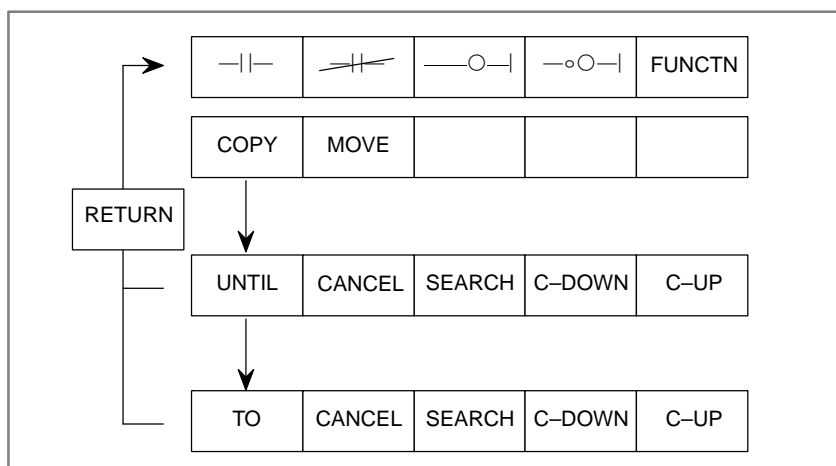 FUNCTN
COPY MOVE
RETURN
UNTIL CANCEL SEARCH C–DOWN C–UP
TO CANCEL SEARCH C–DOWN C–UP